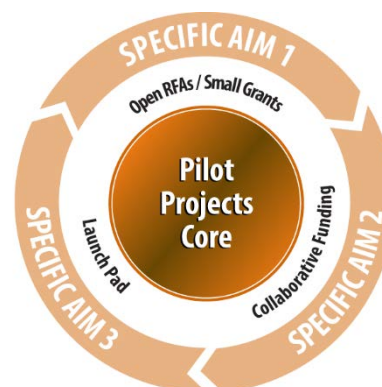 SPECIFIC AIM 1
Open RFAs / Small Grants
Pilot
Projects
Core
Collaborative Funding
SPECIFIC AIM 2
Launch Pad
SPECIFIC AIM 3